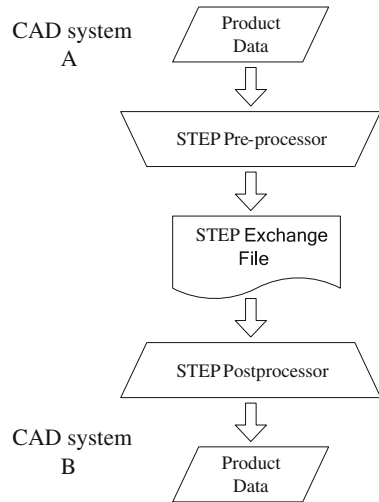 CAD system
A
Product
Data
STEP Pre-processor
STEP Exchange
File
STEP Postprocessor
CAD system
B
Product
Data